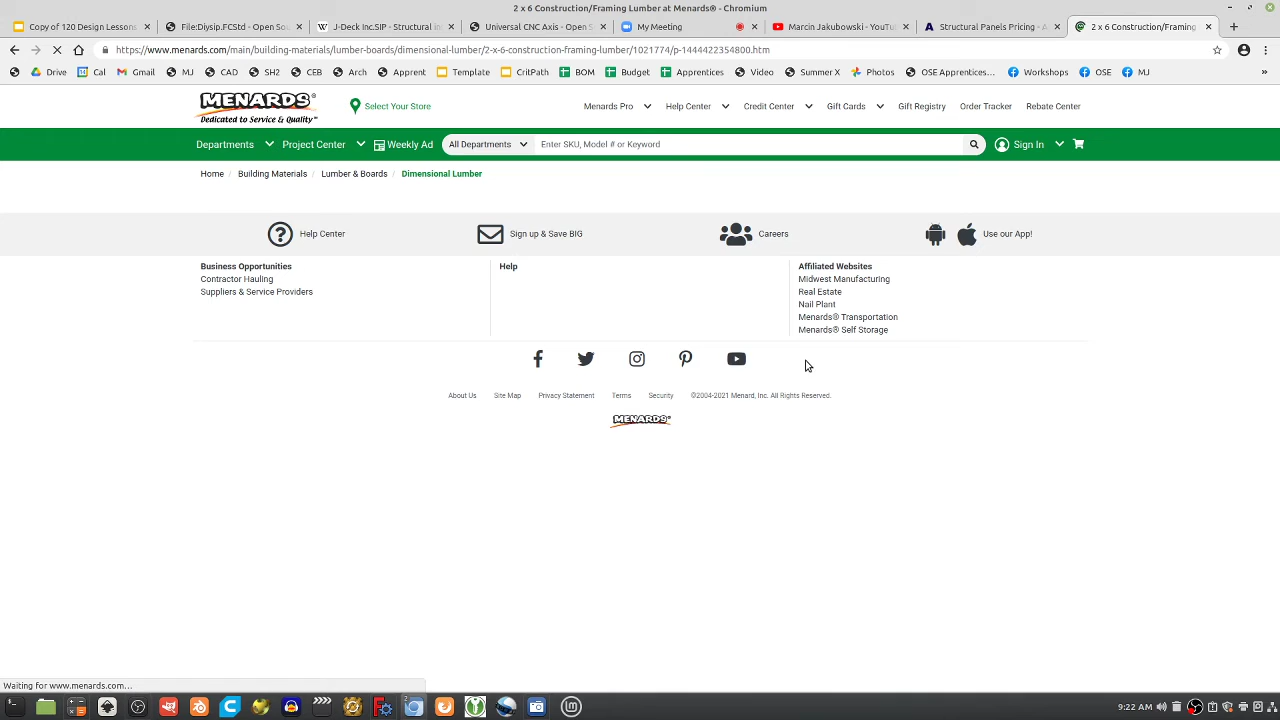 2 x 6 Construction/Framing Lumber at Menards® - Chromium
Copy of 120 Design Lessons
File:Diysip.FCStd - Open So
J-Deck Inc.SIP - Structural in
Universal CNC Axis - Open S
My Meeting
Marcin Jakubowski - YouTu
Structural Panels Pricing - A
2 x 6 Construction/Framing
https://www.menards.com/main/building-materials/lumber-boards/dimensional-lumber/2-x-6-construction-framing-lumber/1021774/p-1444422354800.htm
Drive Cal Gmail MJ CAD SH2 CEB Arch Apprent Template CritPath BOM Budget Apprentices Video Summer X Photos OSE Apprentices… Workshops OSE MJ »
MENARDS®
Dedicated to Service & Quality™
Select Your Store
Menards Pro Help Center Credit Center Gift Cards Gift Registry Order Tracker Rebate Center
Departments Project Center Weekly Ad All Departments Enter SKU, Model # or Keyword Sign In
Home / Building Materials / Lumber & Boards / Dimensional Lumber
Help Center Sign up & Save BIG Careers Use our App!
Business Opportunities
Contractor Hauling
Suppliers & Service Providers
Help
Affiliated Websites
Midwest Manufacturing
Real Estate
Nail Plant
Menards® Transportation
Menards® Self Storage
About Us Site Map Privacy Statement Terms Security ©2004-2021 Menard, Inc. All Rights Reserved.
MENARDS®
Waiting for www.menards.com…
9:22 AM